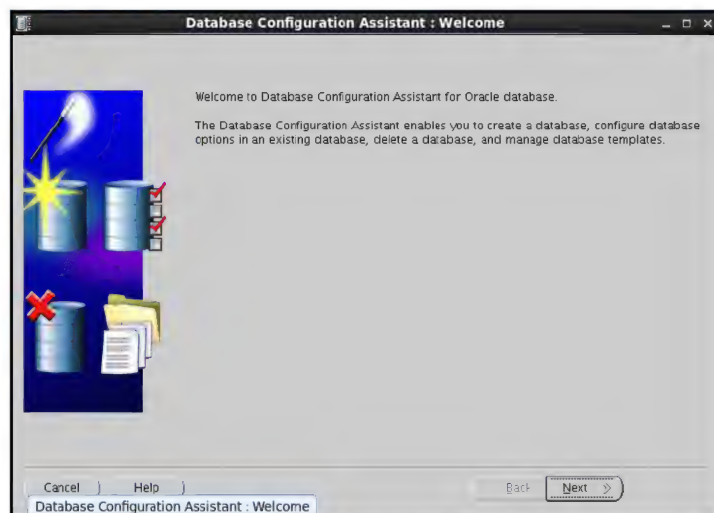 Database Configuration Assistant : Welcome
Welcome to Database Configuration Assistant for Oracle database.
The Database Configuration Assistant enables you to create a database, configure database
options in an existing database, delete a database, and manage database templates.
Cancel Help Back Next
Database Configuration Assistant : Welcome